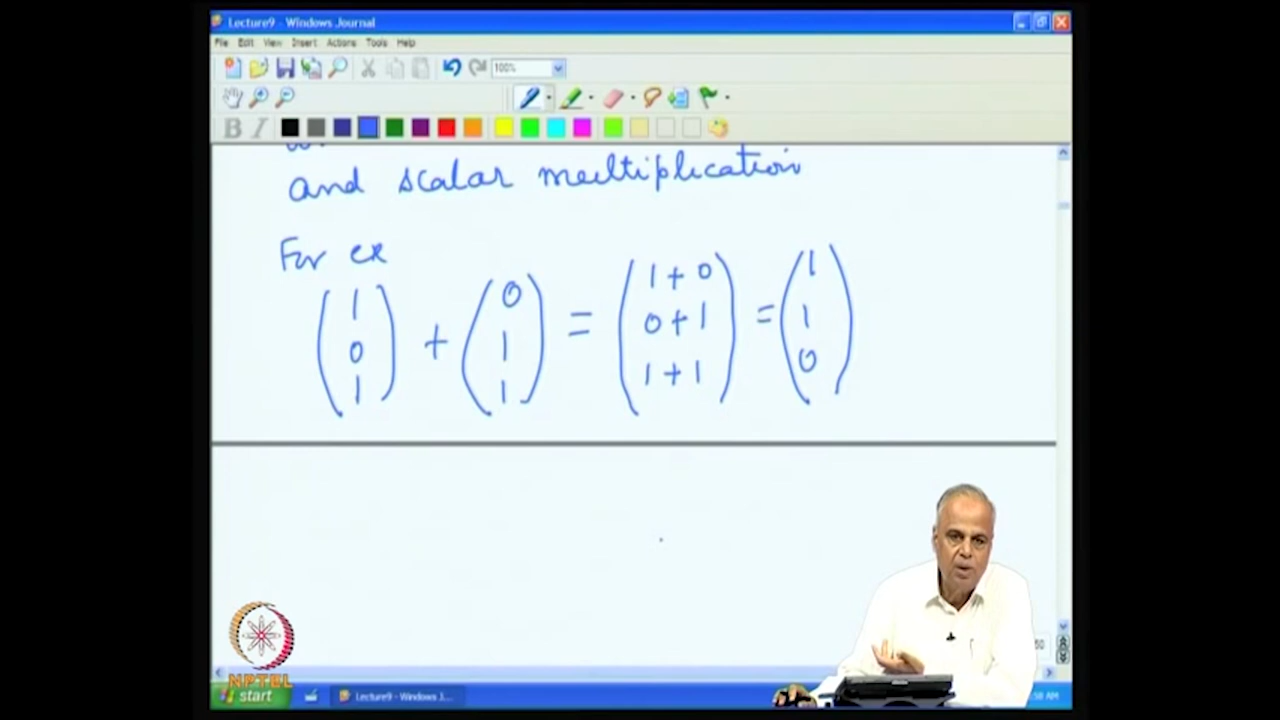 Lecture9 - Windows Journal
File Edit View Insert Actions Tools Help
100%
B I
and scalar multiplication
For ex
(1 0 1) + (0 1 1) = (1 + 0 0 + 1 1 + 1) = (1 1 0)
NPTEL
start Lecture9 - Windows J...